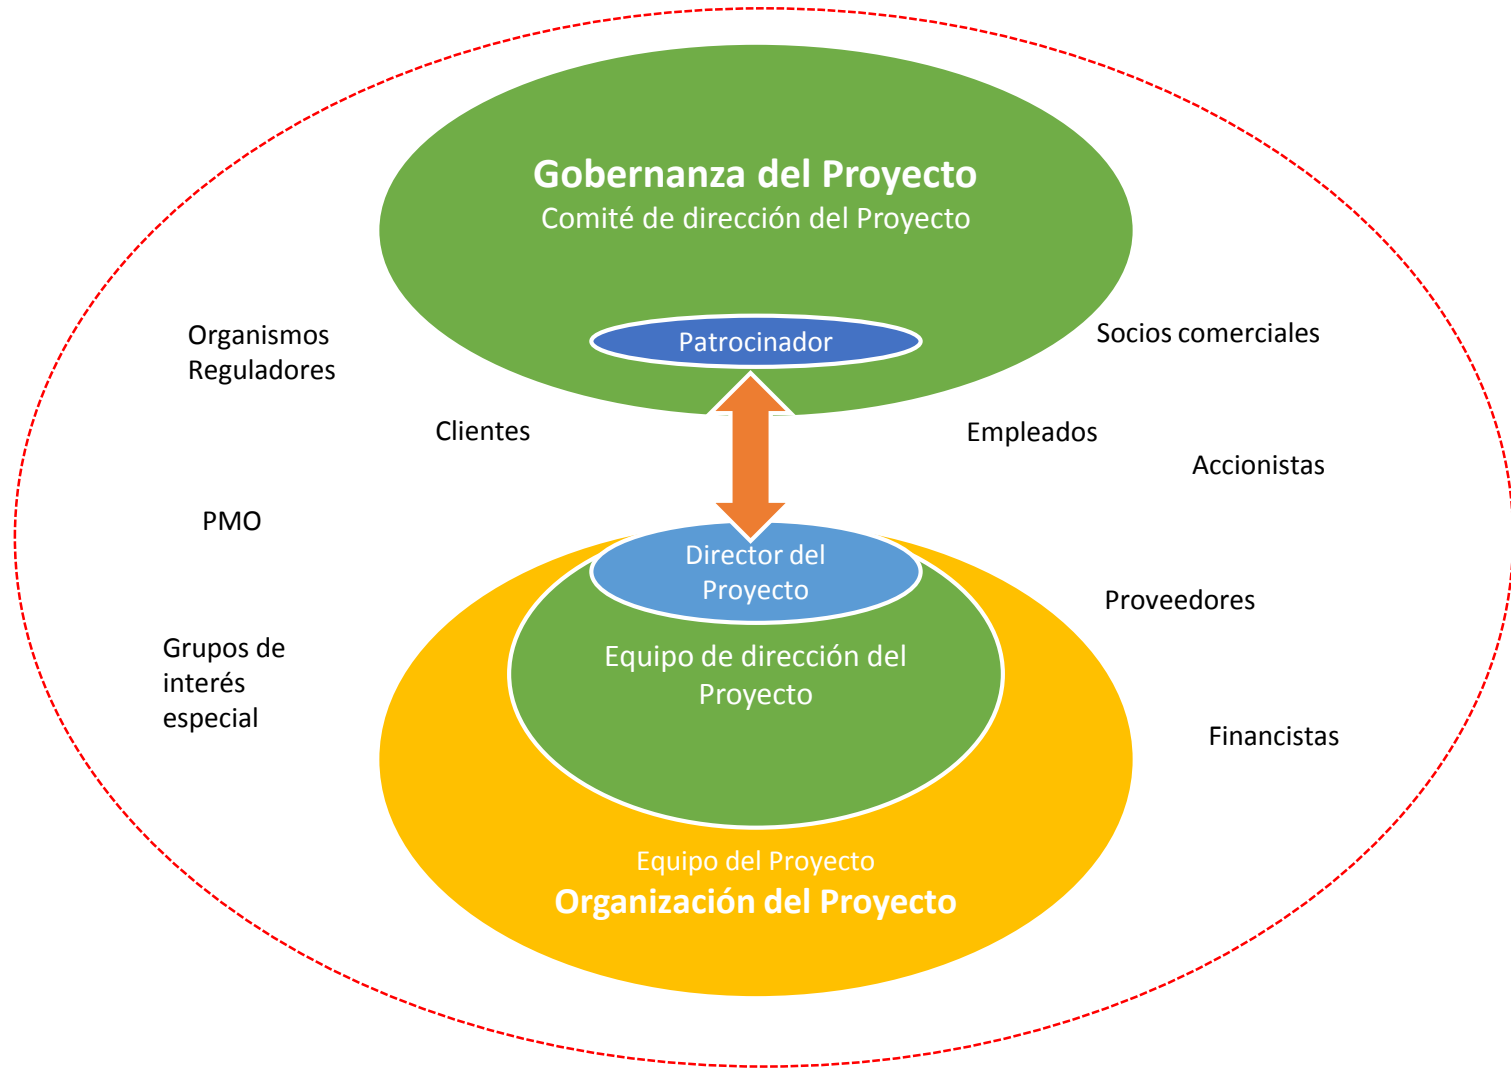 Gobernanza del Proyecto
Comité de dirección del Proyecto
Patrocinador
Organismos
Reguladores
Socios comerciales
Clientes
Empleados
Accionistas
PMO
Director del
Proyecto
Proveedores
Grupos de
interés
especial
Equipo de dirección del
Proyecto
Financistas
Equipo del Proyecto
Organización del Proyecto